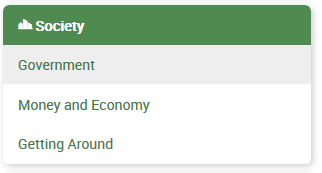 Society
Government
Money and Economy
Getting Around